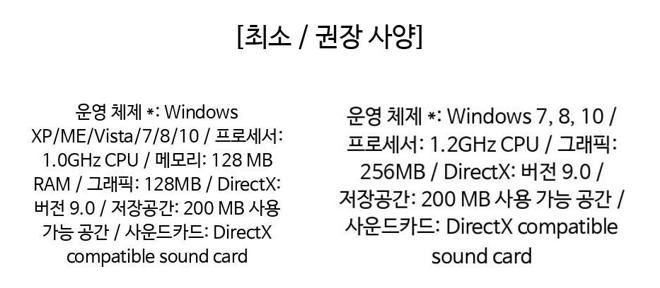 [최소 / 권장 사양]
운영 체제 *: Windows
XP/ME/Vista/7/8/10 / 프로세서:
1.0GHz CPU / 메모리: 128 MB
RAM / 그래픽: 128MB / DirectX:
버전 9.0 / 저장공간: 200 MB 사용
가능 공간 / 사운드카드: DirectX
compatible sound card
운영 체제 *: Windows 7, 8, 10 /
프로세서: 1.2GHz CPU / 그래픽:
256MB / DirectX: 버전 9.0 /
저장공간: 200 MB 사용 가능 공간 /
사운드카드: DirectX compatible
sound card